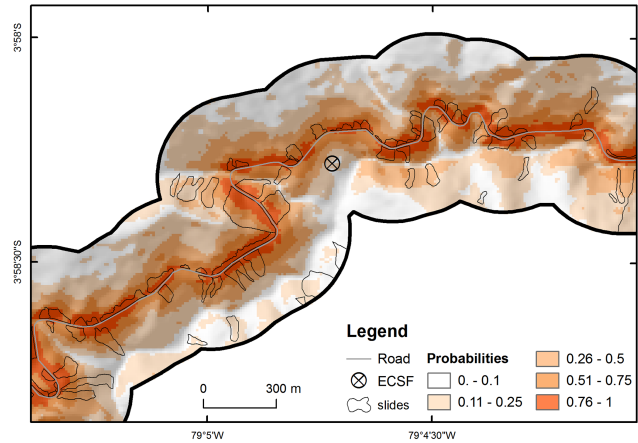 3°58'S
3°58'30"S
Legend
Road
ECSF
slides
Probabilities
0. - 0.1
0.11 - 0.25
0.26 - 0.5
0.51 - 0.75
0.76 - 1
0 300 m
79°5'W
79°4'30"W